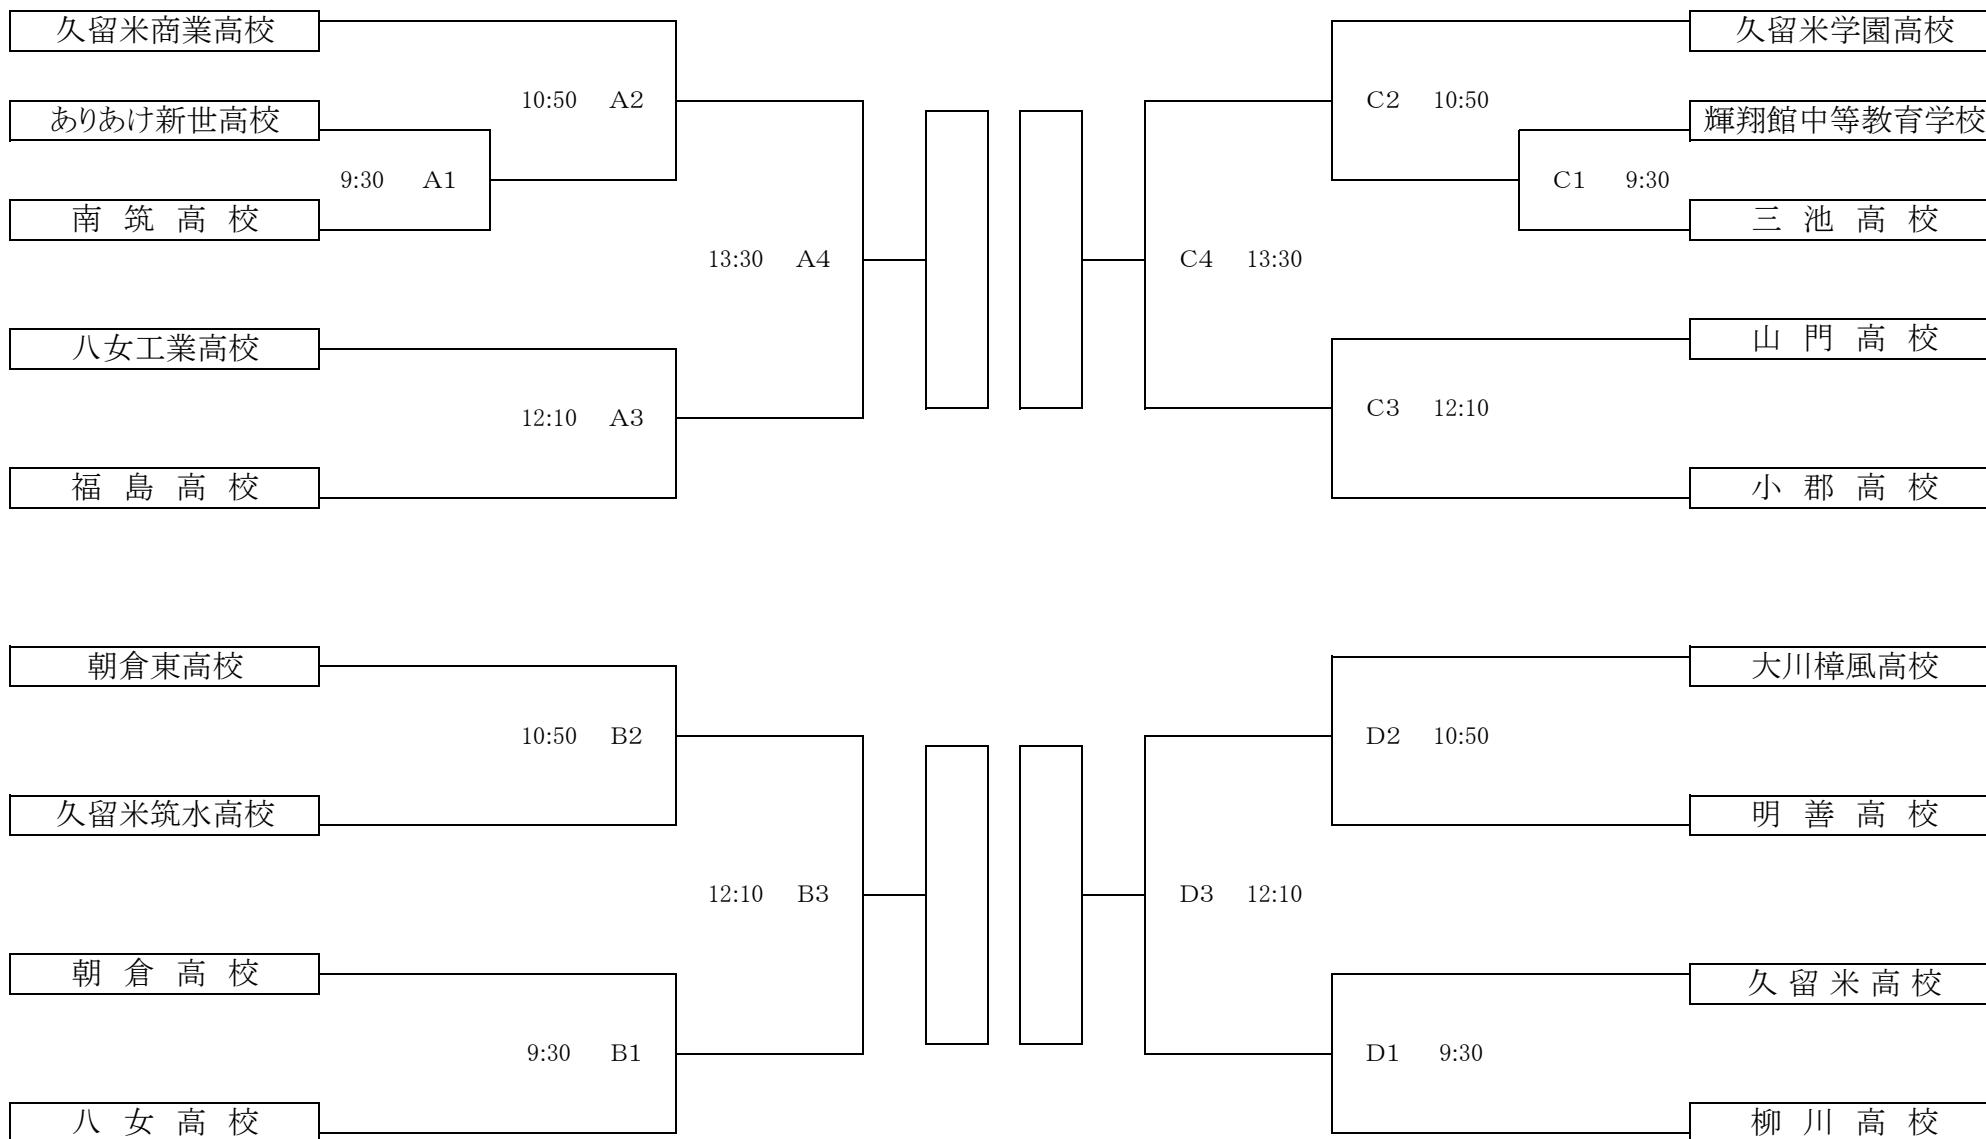 久留米商業高校
10:50 A2
ありあけ新世高校
9:30 A1
南筑高校
13:30 A4
八女工業高校
12:10 A3
福島高校
久留米学園高校
C2 10:50
輝翔館中等教育学校
C1 9:30
三池高校
C4 13:30
山門高校
C3 12:10
小郡高校
朝倉東高校
10:50 B2
久留米筑水高校
12:10 B3
朝倉高校
9:30 B1
八女高校
大川樟風高校
D2 10:50
明善高校
D3 12:10
久留米高校
D1 9:30
柳川高校